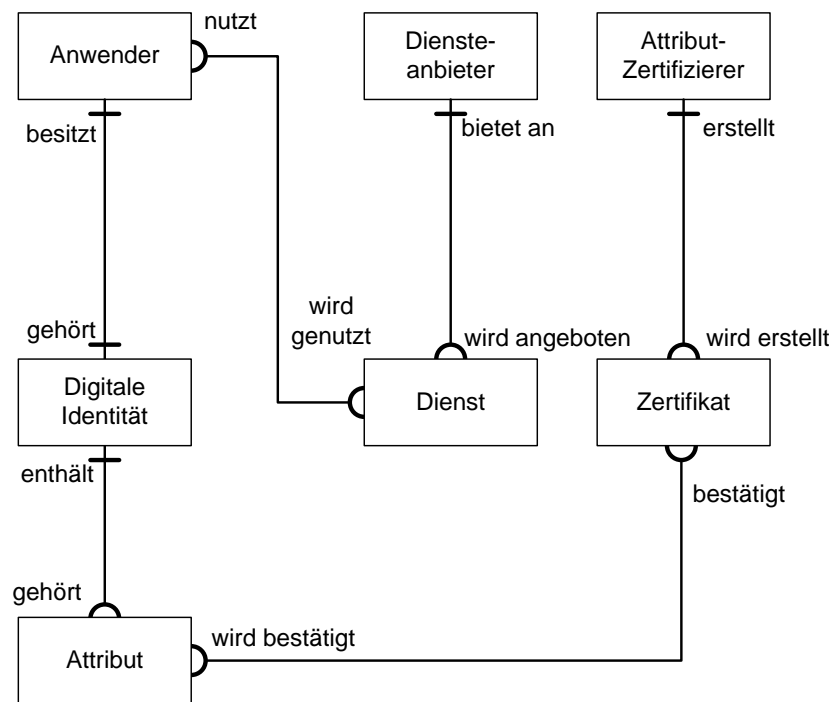 nutzt
Anwender
Dienste-
anbieter
Attribut-
Zertifizierer
besitzt
bietet an
erstellt
wird
genutzt
gehört
wird angeboten
wird erstellt
Digitale
Identität
Dienst
Zertifikat
enthält
bestätigt
gehört
wird bestätigt
Attribut